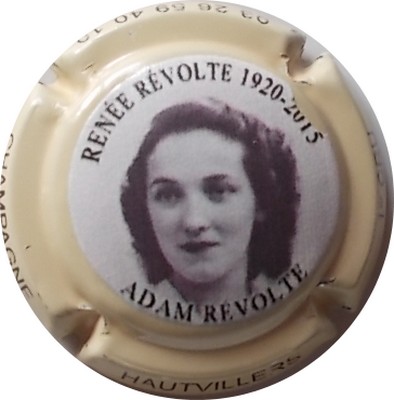 RENÉE RÉVOLTE 1920-2015
ADAM RÉVOLTE
CHAMPAGNE
HAUTVILLERS